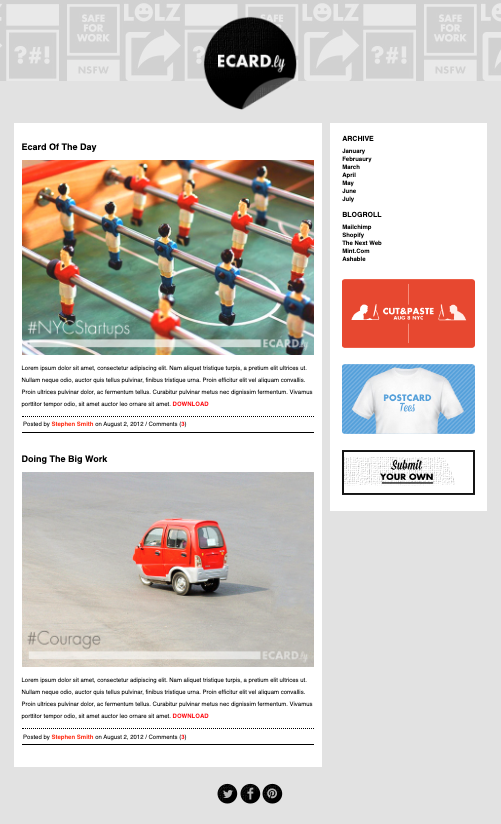 LOLZ
SAFE
FOR
WORK
LOLZ
SAFE
FOR
WORK
?#!
NSFW
?#!
NSFW
ECARD.ly
Ecard Of The Day
#NYCStartups
ECARD.ly
Lorem ipsum dolor sit amet, consectetur adipiscing elit. Nam aliquet tristique turpis, a pretium elit ultrices ut.
Nullam neque odio, auctor quis tellus pulvinar, finibus tristique urna. Proin efficitur elit vel aliquam convallis.
Proin ultrices pulvinar dolor, ac fermentum tellus. Curabitur pulvinar metus nec dignissim fermentum. Vivamus
porttitor tempor odio, sit amet auctor leo ornare sit amet. DOWNLOAD
Posted by Stephen Smith on August 2, 2012 / Comments (3)
Doing The Big Work
#Courage
ECARD.ly
Lorem ipsum dolor sit amet, consectetur adipiscing elit. Nam aliquet tristique turpis, a pretium elit ultrices ut.
Nullam neque odio, auctor quis tellus pulvinar, finibus tristique urna. Proin efficitur elit vel aliquam convallis.
Proin ultrices pulvinar dolor, ac fermentum tellus. Curabitur pulvinar metus nec dignissim fermentum. Vivamus
porttitor tempor odio, sit amet auctor leo ornare sit amet. DOWNLOAD
Posted by Stephen Smith on August 2, 2012 / Comments (3)
ARCHIVE
January
Februaury
March
April
May
June
July
BLOGROLL
Mailchimp
Shopify
The Next Web
Mint.Com
Ashable
CUT&PASTE
AUG 8 NYC
POSTCARD
Tees
Submit
YOUR OWN